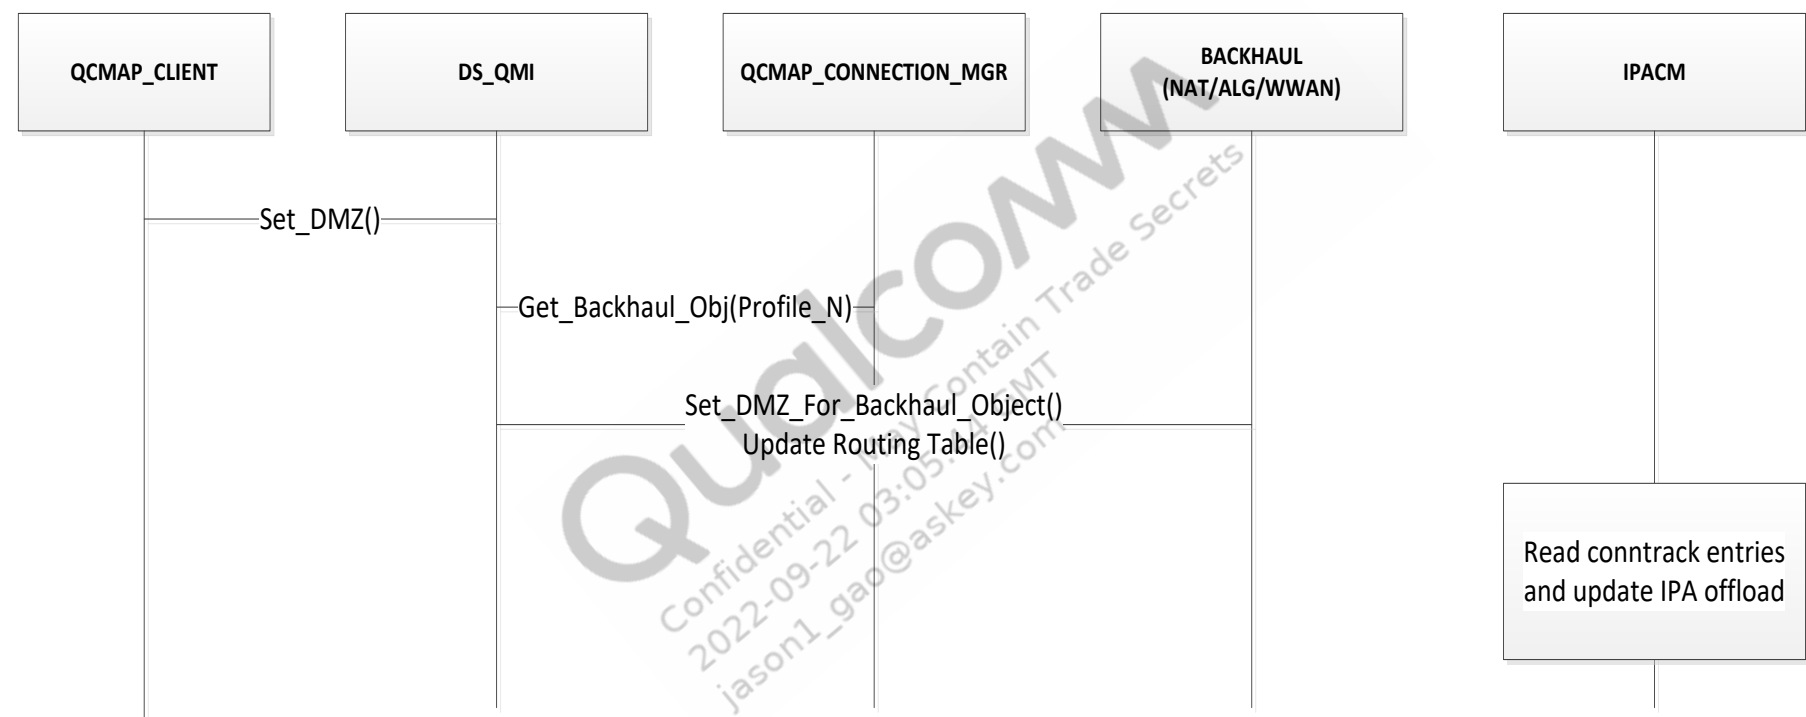 QCMAP_CLIENT
DS_QMI
QCMAP_CONNECTION_MGR
BACKHAUL
(NAT/ALG/WWAN)
IPACM
Set_DMZ()
Get_Backhaul_Obj(Profile_N)
Set_DMZ_For_Backhaul_Object()
Update Routing Table()
Read conntrack entries
and update IPA offload
Qualcomm
Confidential - May Contain Trade Secrets
2022-09-22 03:05:44 GMT
jason1_gao@askey.com